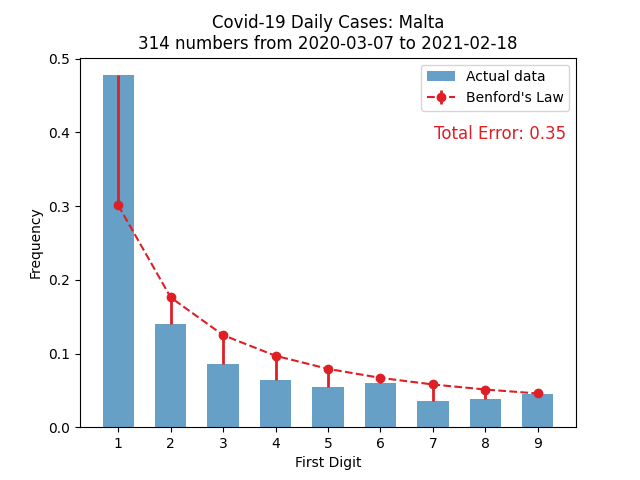 Covid-19 Daily Cases: Malta
314 numbers from 2020-03-07 to 2021-02-18
Actual data
Benford's Law
Total Error: 0.35
0.5
0.4
0.3
0.2
0.1
0.0
Frequency
1 2 3 4 5 6 7 8 9
First Digit